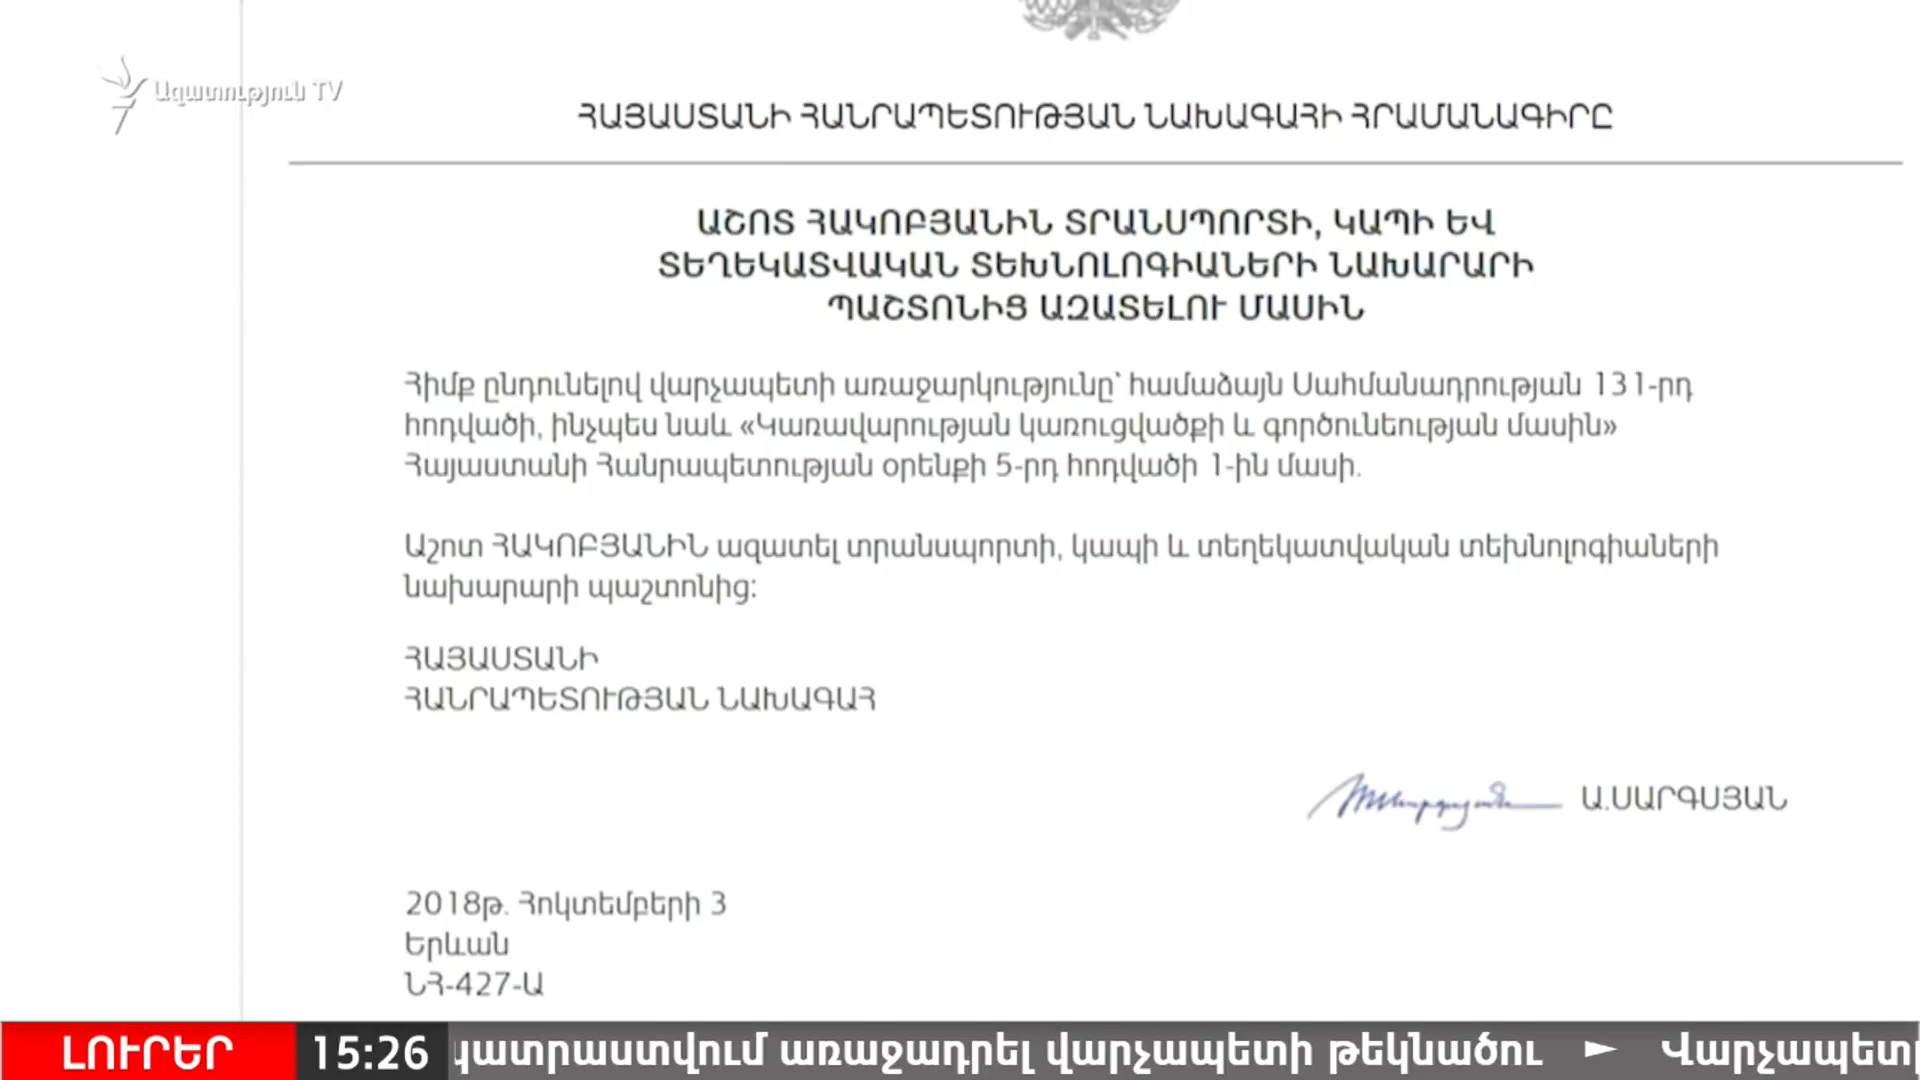 Ազատություն TV
ՀԱՅԱՍՏԱՆԻ ՀԱՆՐԱՊԵՏՈՒԹՅԱՆ ՆԱԽԱԳԱՀԻ ՀՐԱՄԱՆԱԳԻՐԸ
ԱՇՈՏ ՀԱԿՈԲՅԱՆԻՆ ՏՐԱՆՍՊՈՐՏԻ, ԿԱՊԻ ԵՎ
ՏԵՂԵԿԱՏՎԱԿԱՆ ՏԵԽՆՈԼՈԳԻԱՆԵՐԻ ՆԱԽԱՐԱՐԻ
ՊԱՇՏՈՆԻՑ ԱԶԱՏԵԼՈՒ ՄԱՍԻՆ
Հիմք ընդունելով վարչապետի առաջարկությունը՝ համաձայն Սահմանադրության 131-րդ
հոդվածի, ինչպես նաև «Կառավարության կառուցվածքի և գործունեության մասին»
Հայաստանի Հանրապետության օրենքի 5-րդ հոդվածի 1-ին մասի.
Աշոտ ՀԱԿՈԲՅԱՆԻՆ ազատել տրանսպորտի, կապի և տեղեկատվական տեխնոլոգիաների
նախարարի պաշտոնից:
ՀԱՅԱՍՏԱՆԻ
ՀԱՆՐԱՊԵՏՈՒԹՅԱՆ ՆԱԽԱԳԱՀ
Ա.ՍԱՐԳՍՅԱՆ
2018թ. Հոկտեմբերի 3
Երևան
ՆՀ-427-Ա
ԼՈՒՐԵՐ 15:26 պատրաստվում առաջադրել վարչապետի թեկնածու ► Վարչապետ